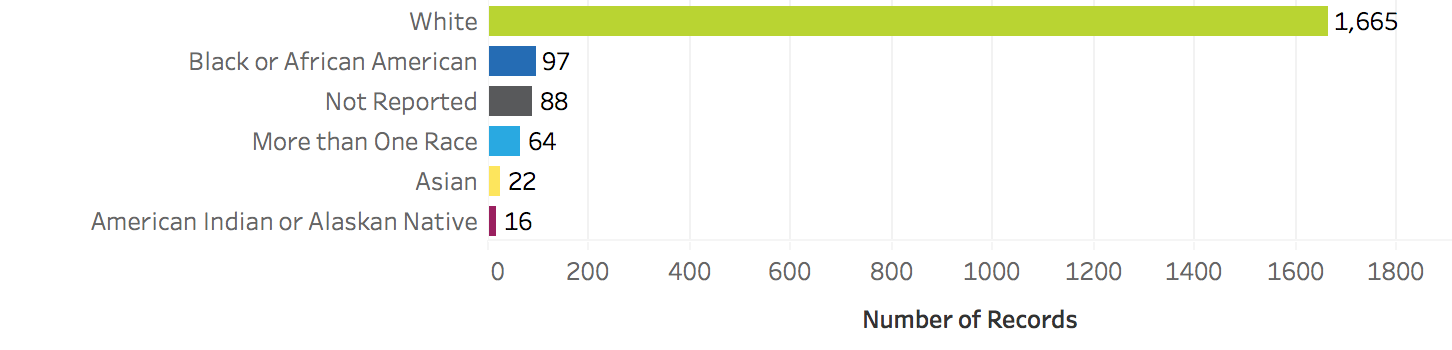 White 1,665
Black or African American 97
Not Reported 88
More than One Race 64
Asian 22
American Indian or Alaskan Native 16
0 200 400 600 800 1000 1200 1400 1600 1800
Number of Records